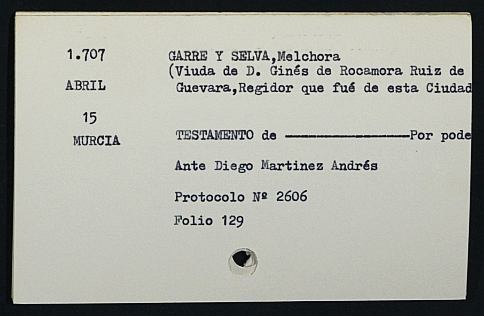 1.707 GARRE Y SELVA,Melchora
(Viuda de D. Ginés de Rocamora Ruiz de
ABRIL Guevara,Regidor que fué de esta Ciudad
15
MURCIA TESTAMENTO de ——————————Por pode
Ante Diego Martinez Andrés
Protocolo Nº 2606
Folio 129